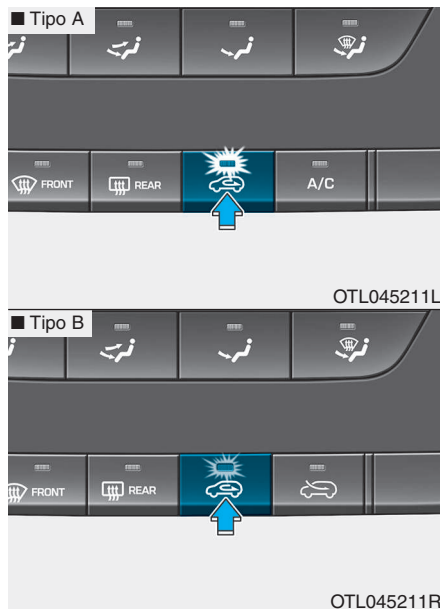 ■ Tipo A
FRONT
REAR
A/C
OTL045211L
■ Tipo B
FRONT
REAR
OTL045211R